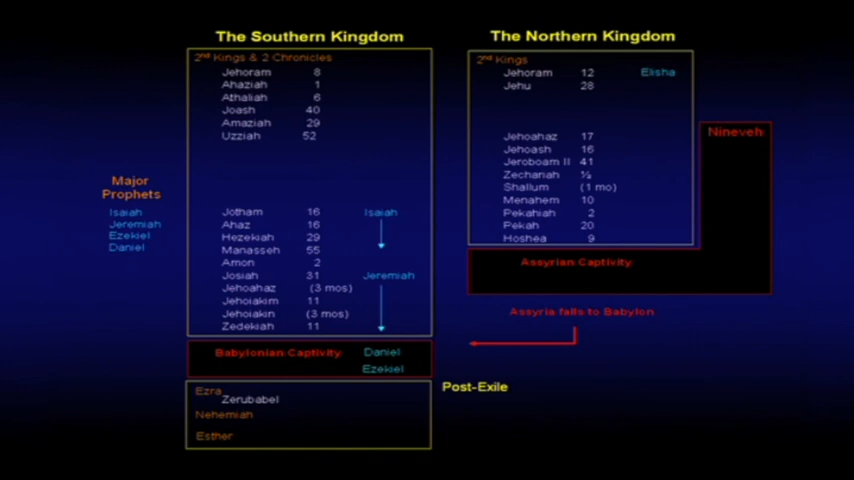 The Southern Kingdom
2nd Kings & 2 Chronicles
Jehoram 8
Ahaziah 1
Athaliah 6
Joash 40
Amaziah 29
Uzziah 52
Jotham 16 Isaiah
Ahaz 16
Hezekiah 29
Manasseh 55
Amon 2
Josiah 31 Jeremiah
Jehoahaz (3 mos)
Jehoiakim 11
Jehoiakin (3 mos)
Zedekiah 11
Babylonian Captivity Daniel
Ezekiel
Ezra
Zerubabel
Nehemiah
Esther
Post-Exile
Major
Prophets
Isaiah
Jeremiah
Ezekiel
Daniel
The Northern Kingdom
2nd Kings
Jehoram 12 Elisha
Jehu 28
Jehoahaz 17
Jehoash 16
Jeroboam II 41
Zechariah ½
Shallum (1 mo)
Menahem 10
Pekahiah 2
Pekah 20
Hoshea 9
Nineveh
Assyrian Captivity
Assyria falls to Babylon